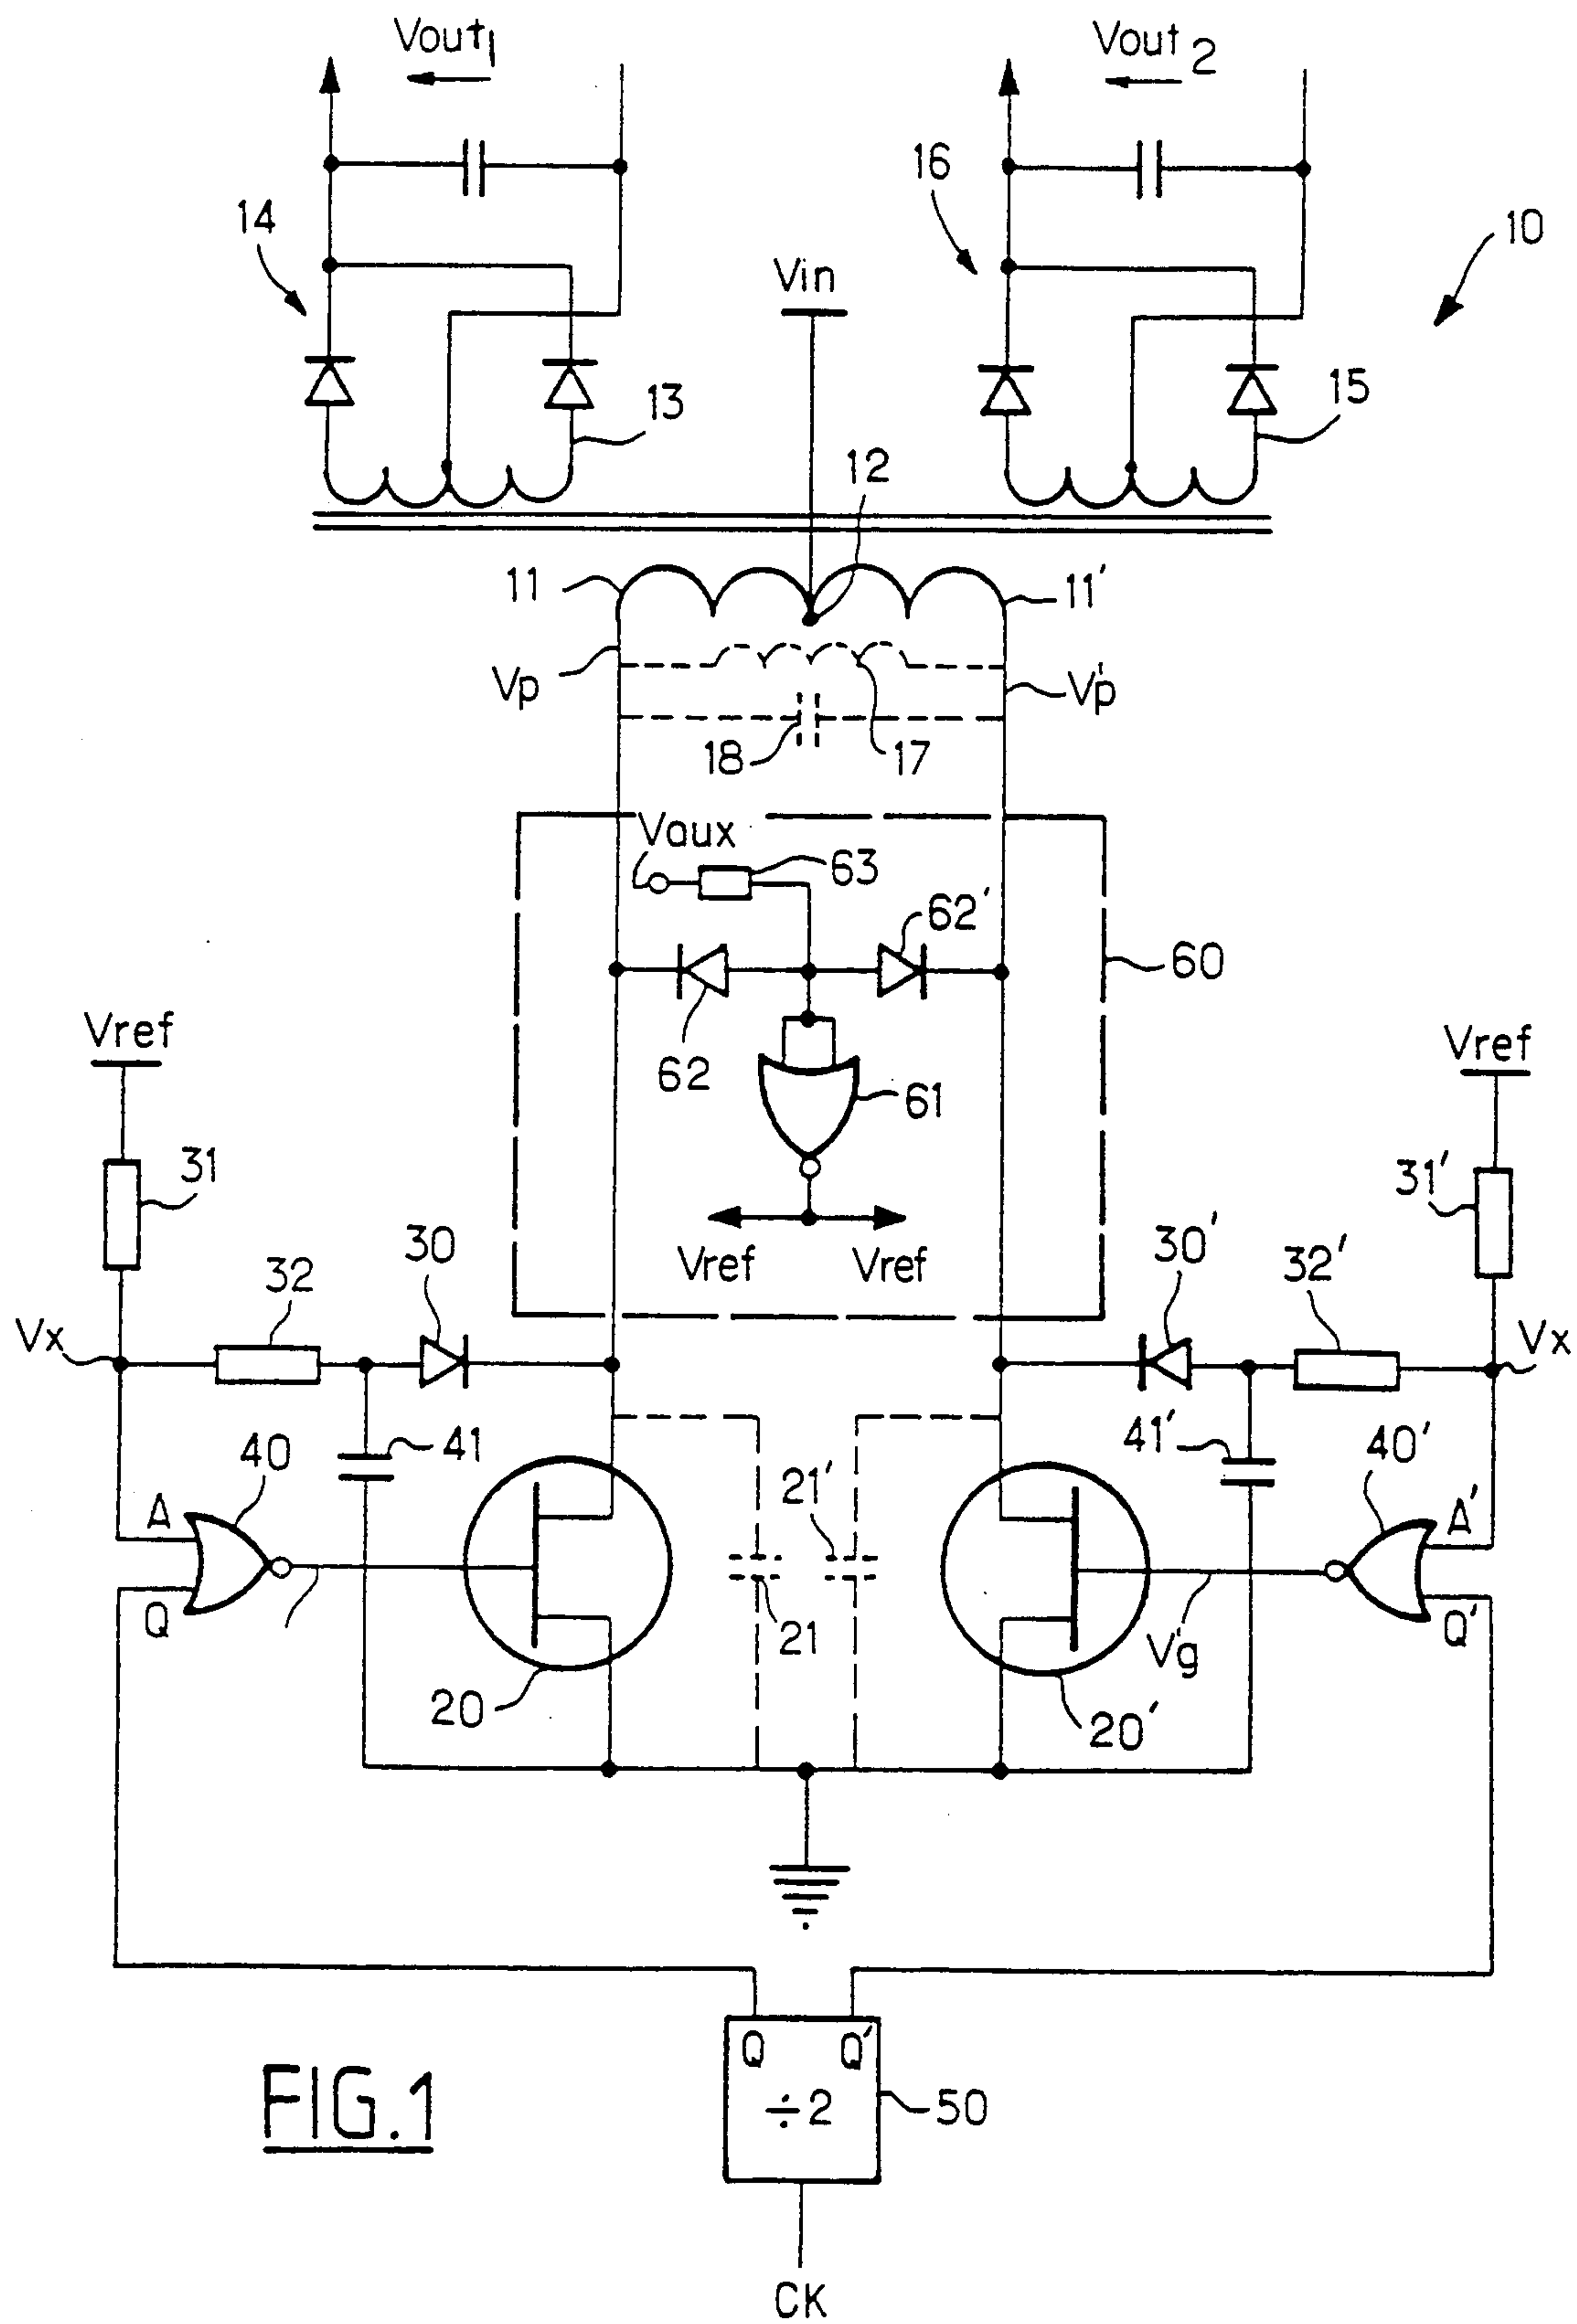 Vout1
Vout2
14
16
10
Vin
13
15
12
11
11'
Vp
V'p
18
17
Vaux
63
62'
60
62
61
Vref
Vref
31
31'
Vref
Vref
30
30'
32
32'
Vx
Vx
40
41
41'
40'
A
A'
21'
Q
Q'
21
V'g
20
20'
Q
Q'
÷2
50
FIG.1
CK